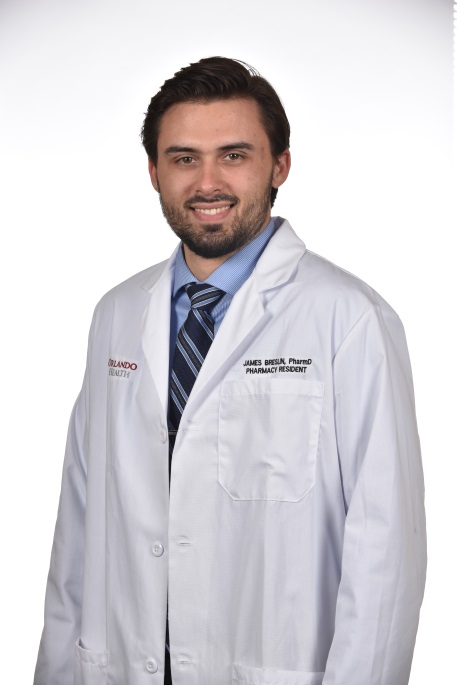 ORLANDO
HEALTH
JAMES BRESLIN, PharmD
PHARMACY RESIDENT